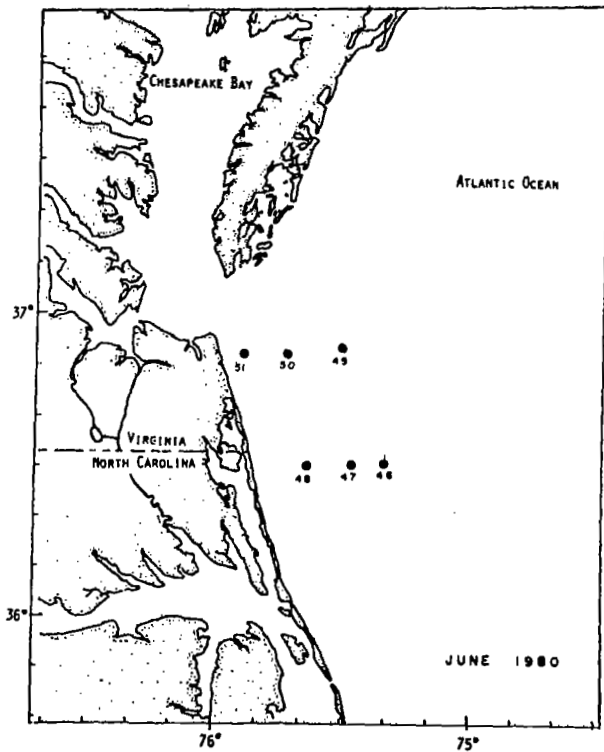 CHESAPEAKE BAY
ATLANTIC OCEAN
37°
51 50 49
VIRGINIA
NORTH CAROLINA
48 47 46
36°
JUNE 1980
76° 75°